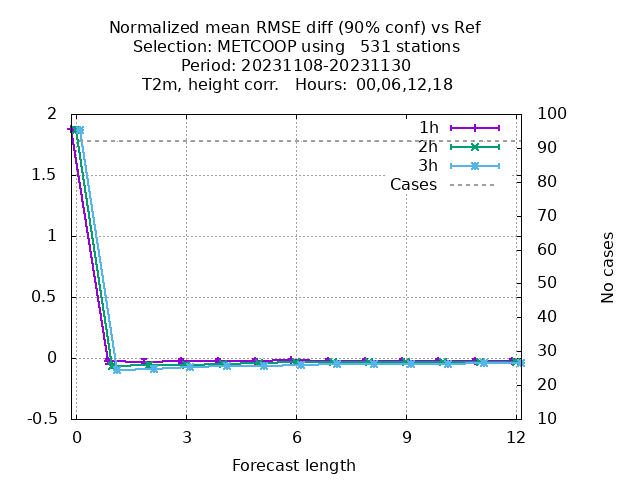 Normalized mean RMSE diff (90% conf) vs Ref
Selection: METCOOP using   531 stations
Period: 20231108-20231130
T2m, height corr.   Hours:  00,06,12,18
2
1.5
1
0.5
0
-0.5
100
90
80
70
60
50
40
30
20
10
1h
2h
3h
Cases
No cases
0
3
6
9
12
Forecast length